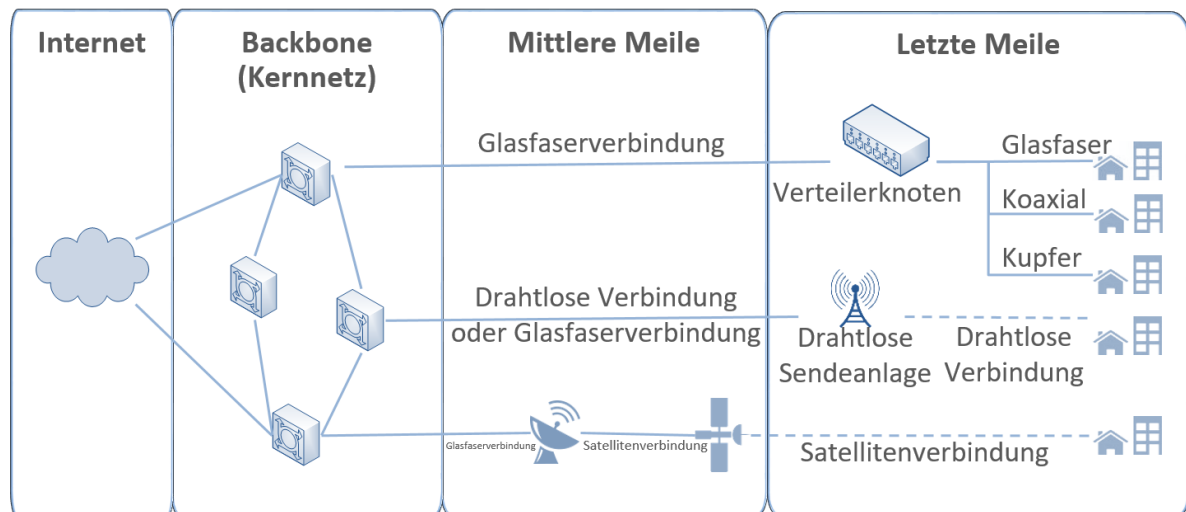 Internet
Backbone
(Kernnetz)
Mittlere Meile
Letzte Meile
Glasfaserverbindung
Verteilerknoten
Glasfaser
Koaxial
Kupfer
Drahtlose Verbindung
oder Glasfaserverbindung
Drahtlose
Sendeanlage
Drahtlose
Verbindung
Glasfaserverbindung
Satellitenverbindung
Satellitenverbindung